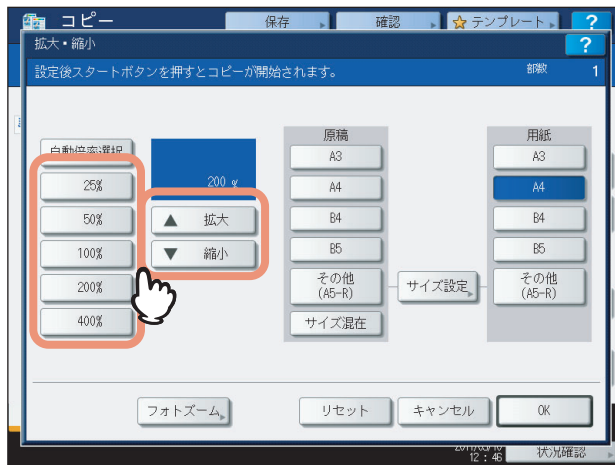 コピー
保存
確認
テンプレート
?
拡大・縮小
?
設定後スタートボタンを押すとコピーが開始されます。
部数 1
自動倍率選択
25%
50%
100%
200%
400%
200 %
▲ 拡大
▼ 縮小
原稿
A3
A4
B4
B5
その他
(A5-R)
サイズ混在
サイズ設定
用紙
A3
A4
B4
B5
その他
(A5-R)
フォトズーム
リセット
キャンセル
OK
12:46
状況確認